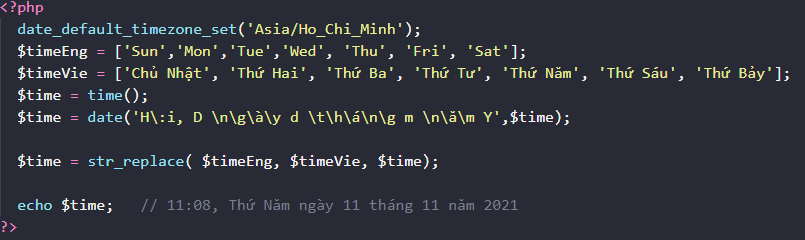 <?php
date_default_timezone_set('Asia/Ho_Chi_Minh');
$timeEng = ['Sun','Mon','Tue','Wed', 'Thu', 'Fri', 'Sat'];
$timeVie = ['Chủ Nhật', 'Thứ Hai', 'Thứ Ba', 'Thứ Tư', 'Thứ Năm', 'Thứ Sáu', 'Thứ Bảy'];
$time = time();
$time = date('H\:i, D \n\g\à\y d \t\h\á\n\g m \n\ă\m Y',$time);
$time = str_replace( $timeEng, $timeVie, $time);
echo $time;   // 11:08, Thứ Năm ngày 11 tháng 11 năm 2021
?>